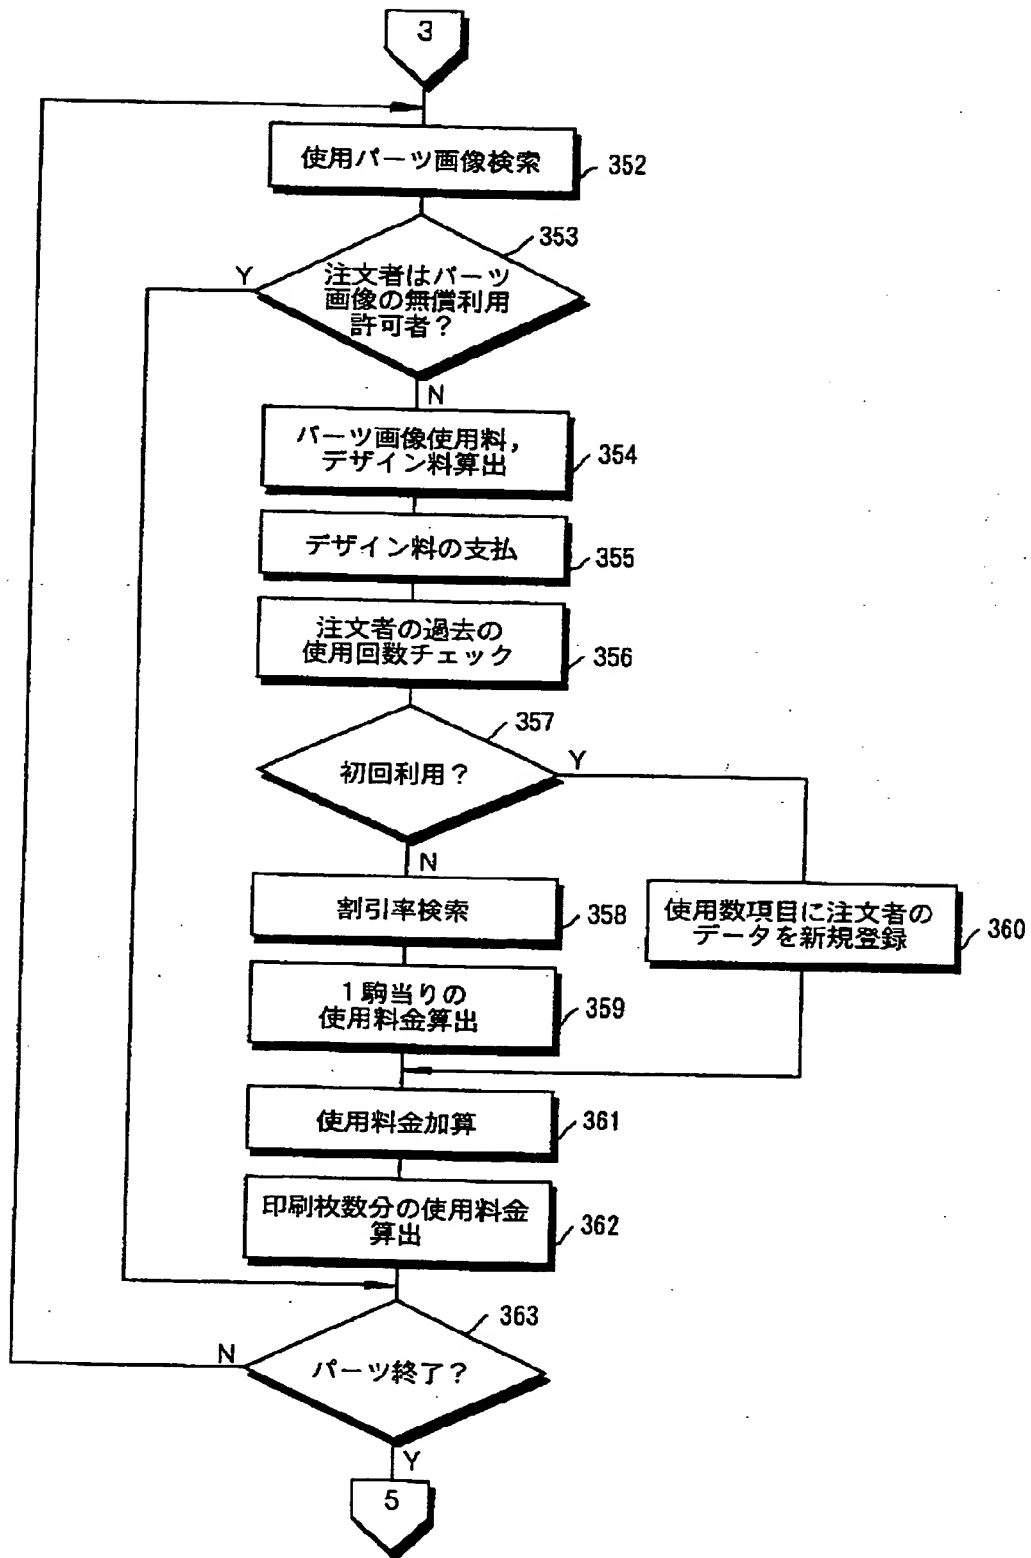 3
使用パーツ画像検索
352
353
Y
注文者はパーツ
画像の無償利用
許可者？
N
パーツ画像使用料，
デザイン料算出
354
デザイン料の支払
355
注文者の過去の
使用回数チェック
356
357
初回利用？
Y
N
割引率検索
358
使用数項目に注文者の
データを新規登録
360
1駒当りの
使用料金算出
359
使用料金加算
361
印刷枚数分の使用料金
算出
362
363
N
パーツ終了？
Y
5